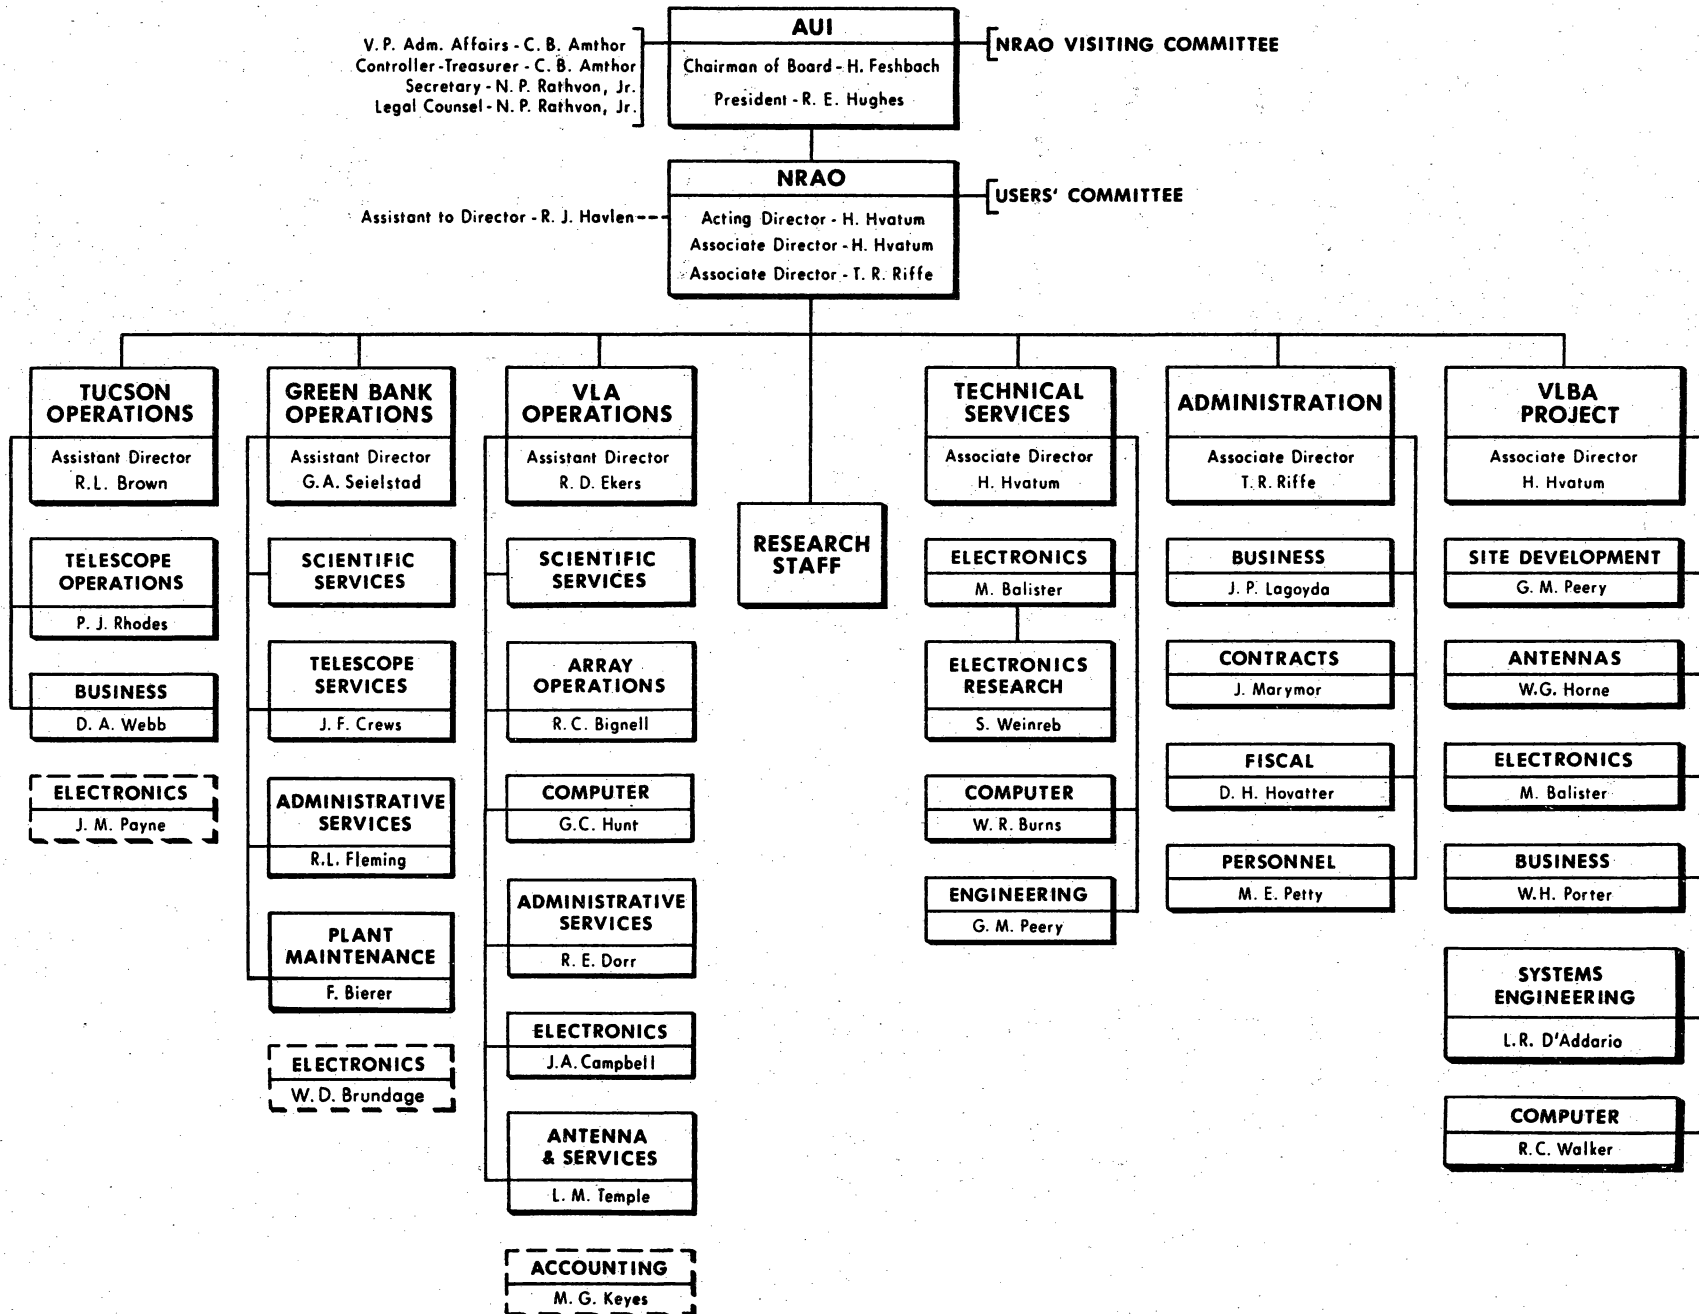 AUI
Chairman of Board - H. Feshbach
President - R. E. Hughes
V. P. Adm. Affairs - C. B. Amthor
Controller-Treasurer - C. B. Amthor
Secretary - N. P. Rathvon, Jr.
Legal Counsel - N. P. Rathvon, Jr.
NRAO VISITING COMMITTEE
NRAO
Acting Director - H. Hvatum
Associate Director - H. Hvatum
Associate Director - T. R. Riffe
Assistant to Director - R. J. Havlen
USERS' COMMITTEE
TUCSON
OPERATIONS
Assistant Director
R.L. Brown
TELESCOPE
OPERATIONS
P. J. Rhodes
BUSINESS
D. A. Webb
ELECTRONICS
J. M. Payne
GREEN BANK
OPERATIONS
Assistant Director
G.A. Seielstad
SCIENTIFIC
SERVICES
TELESCOPE
SERVICES
J. F. Crews
ADMINISTRATIVE
SERVICES
R.L. Fleming
PLANT
MAINTENANCE
F. Bierer
ELECTRONICS
W. D. Brundage
VLA
OPERATIONS
Assistant Director
R. D. Ekers
SCIENTIFIC
SERVICES
ARRAY
OPERATIONS
R. C. Bignell
COMPUTER
G.C. Hunt
ADMINISTRATIVE
SERVICES
R. E. Dorr
ELECTRONICS
J.A. Campbell
ANTENNA
& SERVICES
L. M. Temple
ACCOUNTING
M. G. Keyes
RESEARCH
STAFF
TECHNICAL
SERVICES
Associate Director
H. Hvatum
ELECTRONICS
M. Balister
ELECTRONICS
RESEARCH
S. Weinreb
COMPUTER
W. R. Burns
ENGINEERING
G. M. Peery
ADMINISTRATION
Associate Director
T. R. Riffe
BUSINESS
J. P. Lagoyda
CONTRACTS
J. Marymor
FISCAL
D. H. Hovatter
PERSONNEL
M. E. Petty
VLBA
PROJECT
Associate Director
H. Hvatum
SITE DEVELOPMENT
G. M. Peery
ANTENNAS
W.G. Horne
ELECTRONICS
M. Balister
BUSINESS
W.H. Porter
SYSTEMS
ENGINEERING
L.R. D'Addario
COMPUTER
R.C. Walker